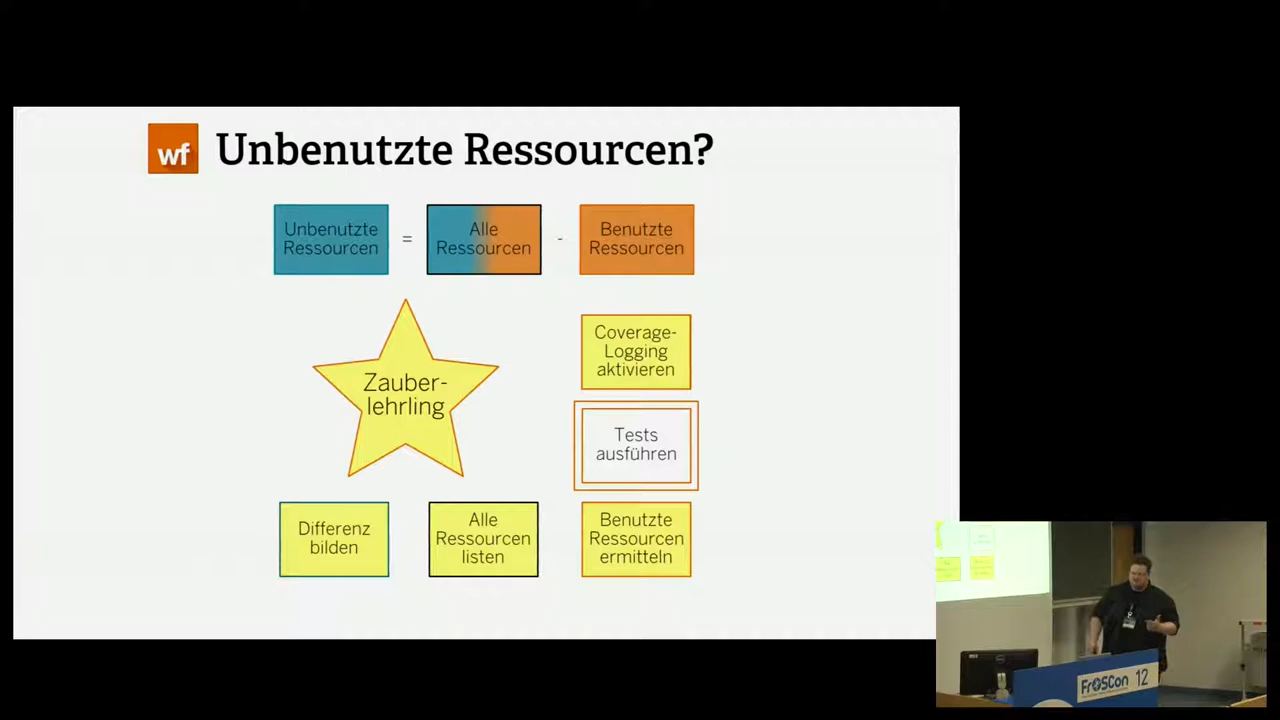 wf
Unbenutzte Ressourcen?
Unbenutzte
Ressourcen
=
Alle
Ressourcen
-
Benutzte
Ressourcen
Zauber-
lehrling
Coverage-
Logging
aktivieren
Tests
ausführen
Differenz
bilden
Alle
Ressourcen
listen
Benutzte
Ressourcen
ermitteln
FrOSCon 12